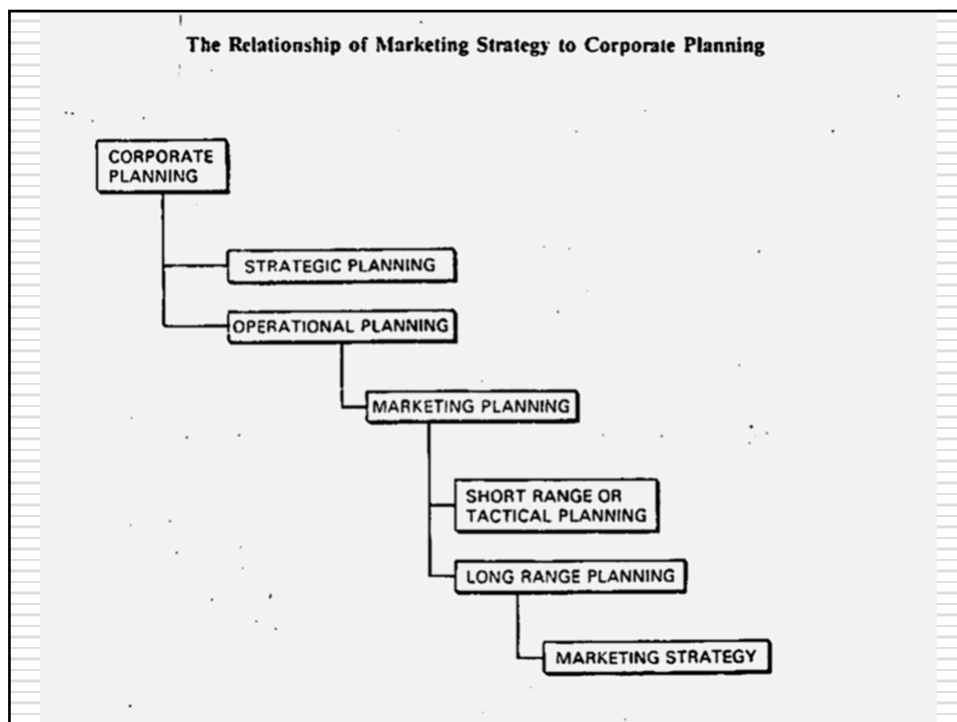 The Relationship of Marketing Strategy to Corporate Planning
CORPORATE
PLANNING
STRATEGIC PLANNING
OPERATIONAL PLANNING
MARKETING PLANNING
SHORT RANGE OR
TACTICAL PLANNING
LONG RANGE PLANNING
MARKETING STRATEGY